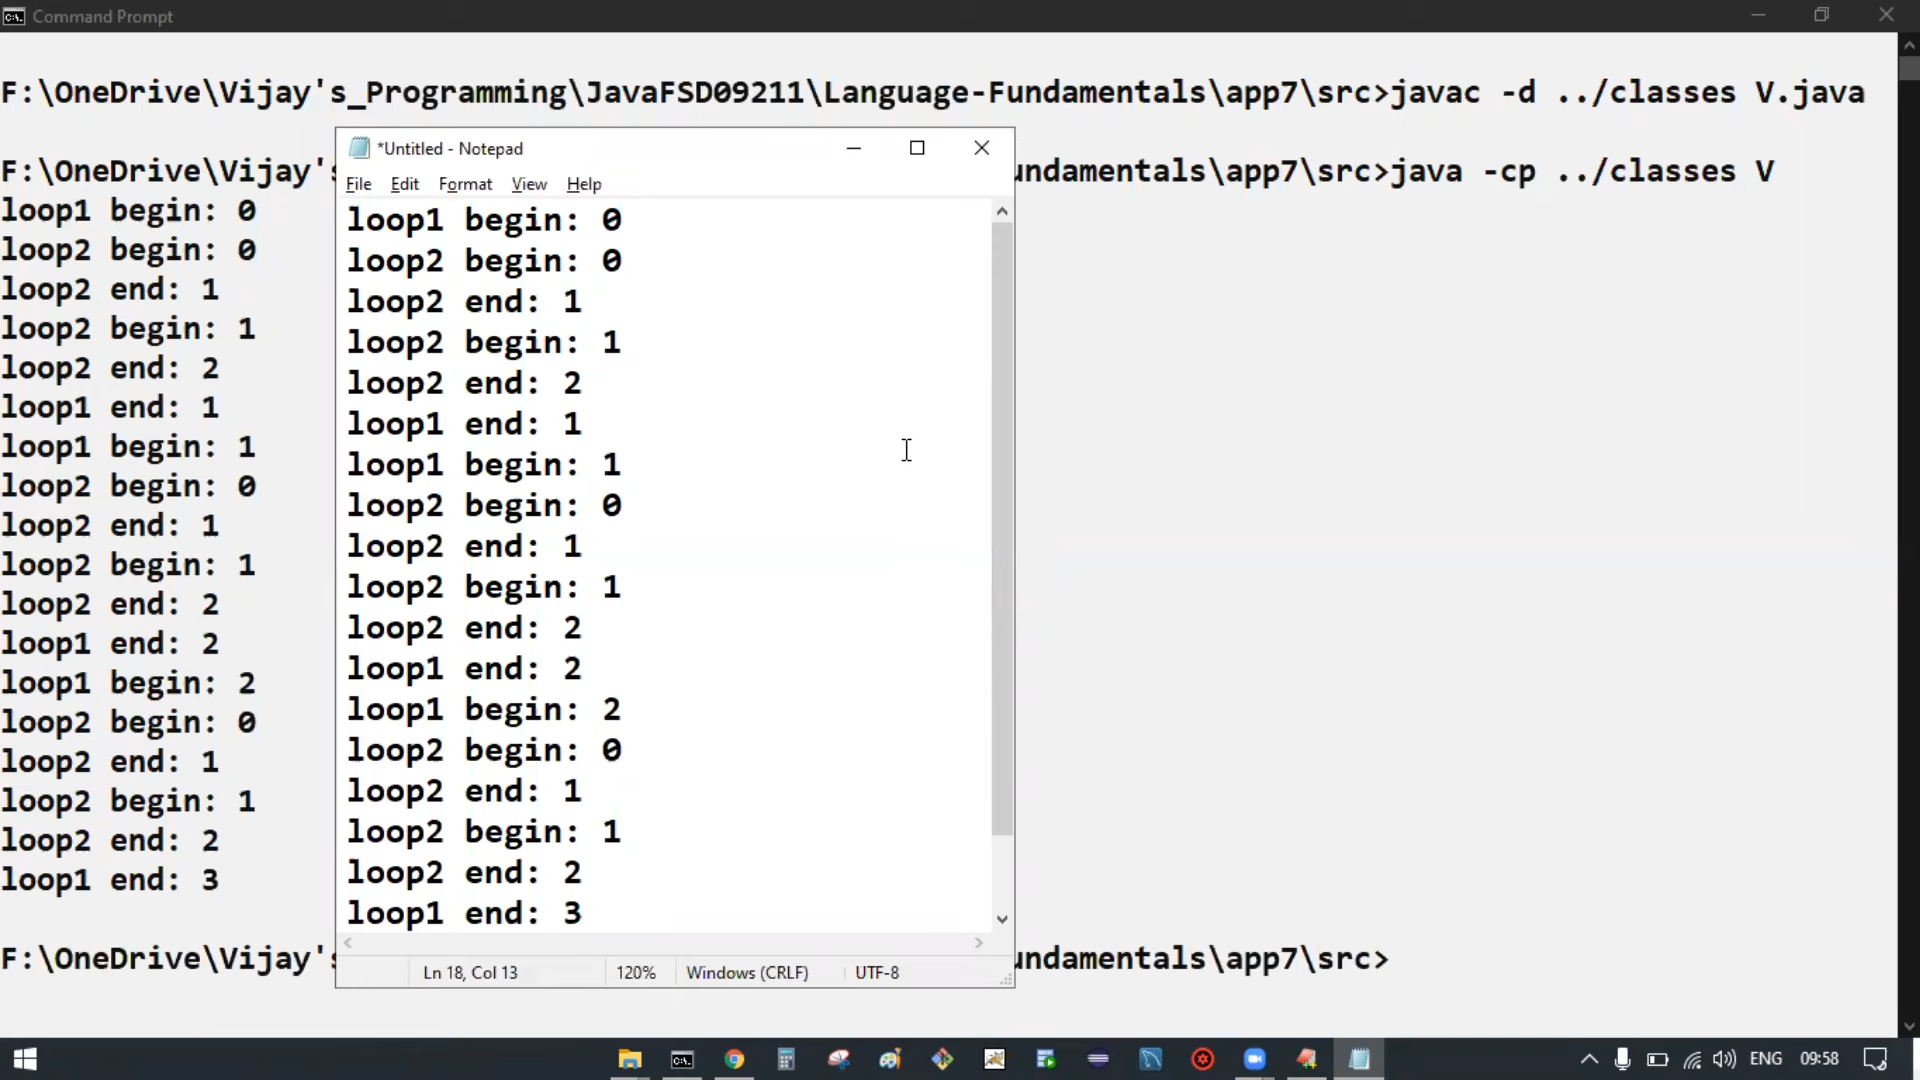 Command Prompt
F:\OneDrive\Vijay's_Programming\JavaFSD09211\Language-Fundamentals\app7\src>javac -d ../classes V.java
F:\OneDrive\Vijay's undamentals\app7\src>java -cp ../classes V
loop1 begin: 0
loop2 begin: 0
loop2 end: 1
loop2 begin: 1
loop2 end: 2
loop1 end: 1
loop1 begin: 1
loop2 begin: 0
loop2 end: 1
loop2 begin: 1
loop2 end: 2
loop1 end: 2
loop1 begin: 2
loop2 begin: 0
loop2 end: 1
loop2 begin: 1
loop2 end: 2
loop1 end: 3
F:\OneDrive\Vijay' undamentals\app7\src>
*Untitled - Notepad
File Edit Format View Help
loop1 begin: 0
loop2 begin: 0
loop2 end: 1
loop2 begin: 1
loop2 end: 2
loop1 end: 1
loop1 begin: 1
loop2 begin: 0
loop2 end: 1
loop2 begin: 1
loop2 end: 2
loop1 end: 2
loop1 begin: 2
loop2 begin: 0
loop2 end: 1
loop2 begin: 1
loop2 end: 2
loop1 end: 3
Ln 18, Col 13 120% Windows (CRLF) UTF-8
ENG 09:58